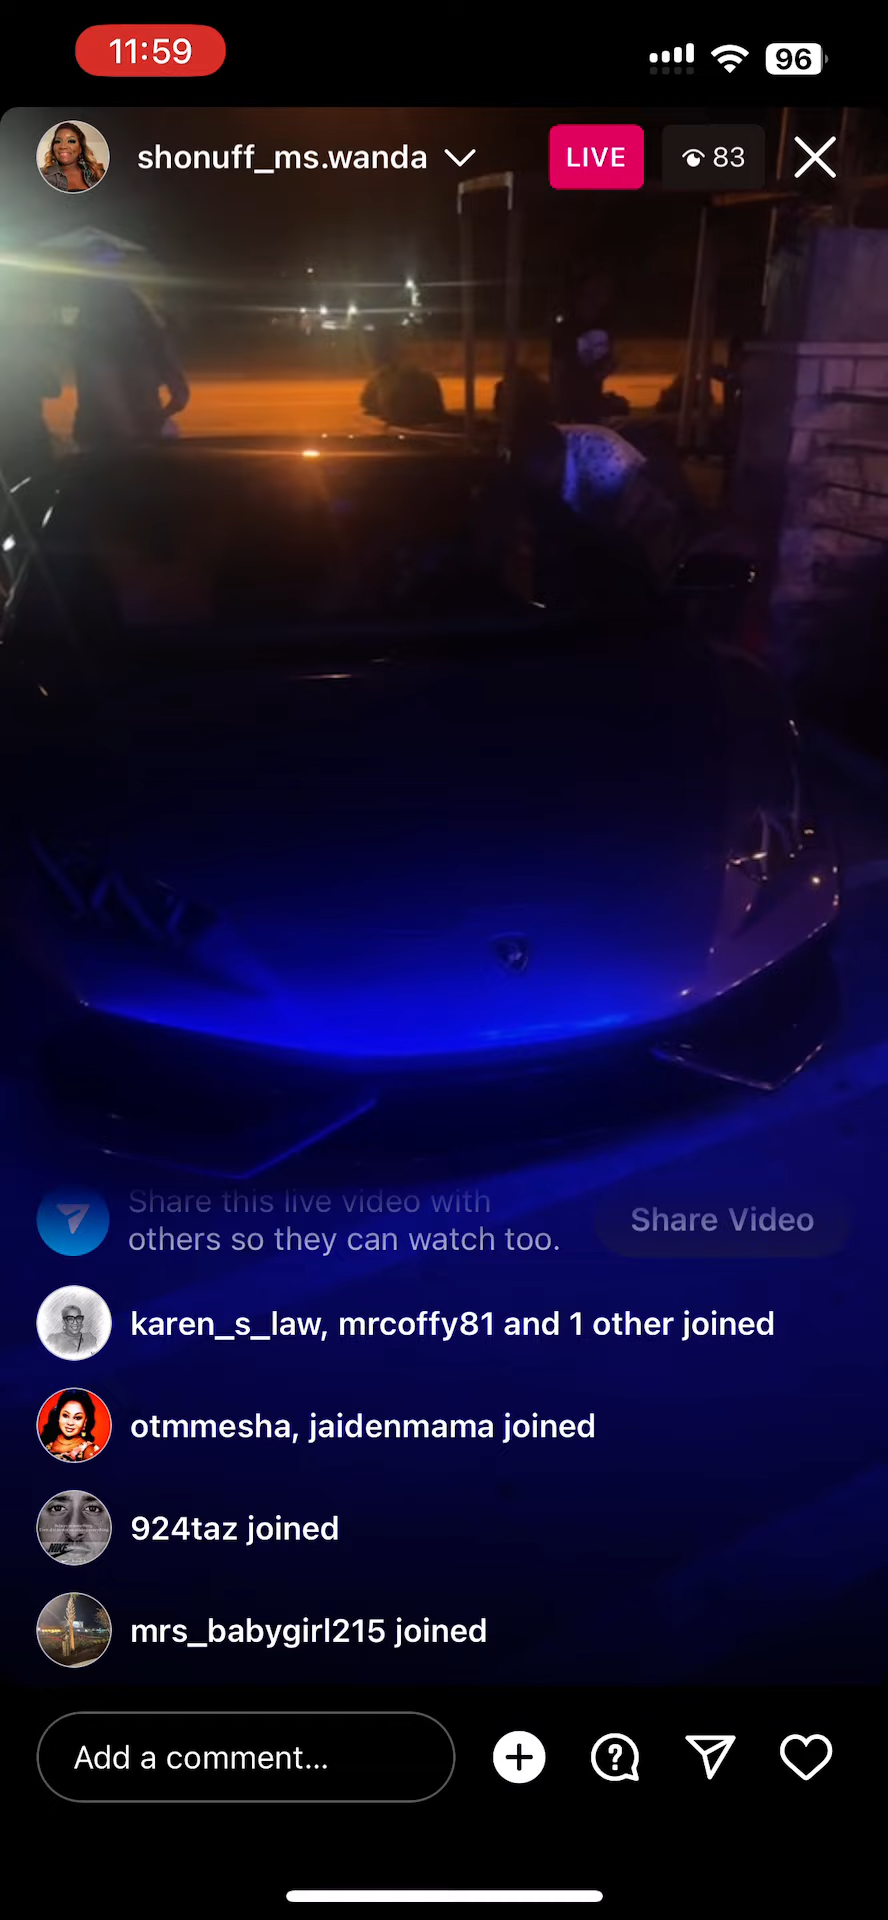 11:59
96
shonuff_ms.wanda
LIVE
83
Share this live video with
others so they can watch too.
Share Video
karen_s_law, mrcoffy81 and 1 other joined
otmmesha, jaidenmama joined
924taz joined
mrs_babygirl215 joined
Add a comment...